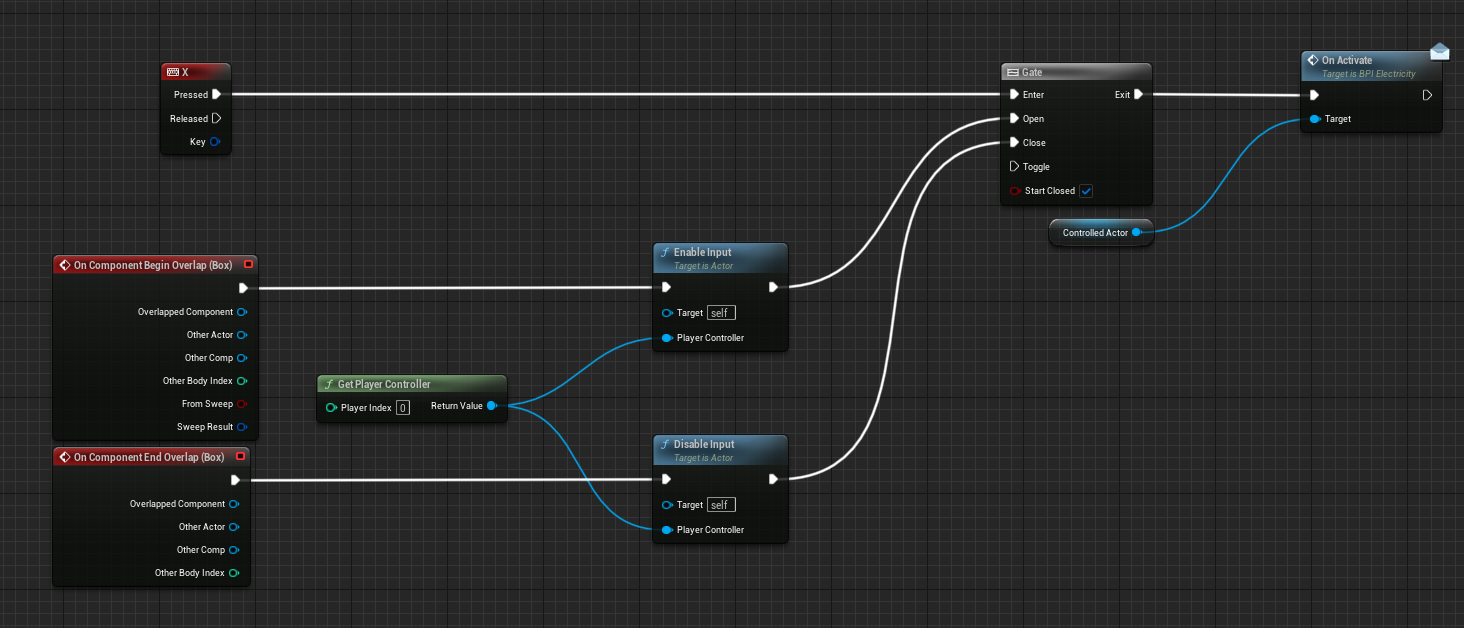 X
Pressed
Released
Key
Gate
Enter
Exit
Open
Close
Toggle
Start Closed
On Activate
Target is BPI Electricity
Target
Controlled Actor
On Component Begin Overlap (Box)
Overlapped Component
Other Actor
Other Comp
Other Body Index
From Sweep
Sweep Result
Enable Input
Target is Actor
Target self
Player Controller
Get Player Controller
Player Index 0
Return Value
On Component End Overlap (Box)
Overlapped Component
Other Actor
Other Comp
Other Body Index
Disable Input
Target is Actor
Target self
Player Controller